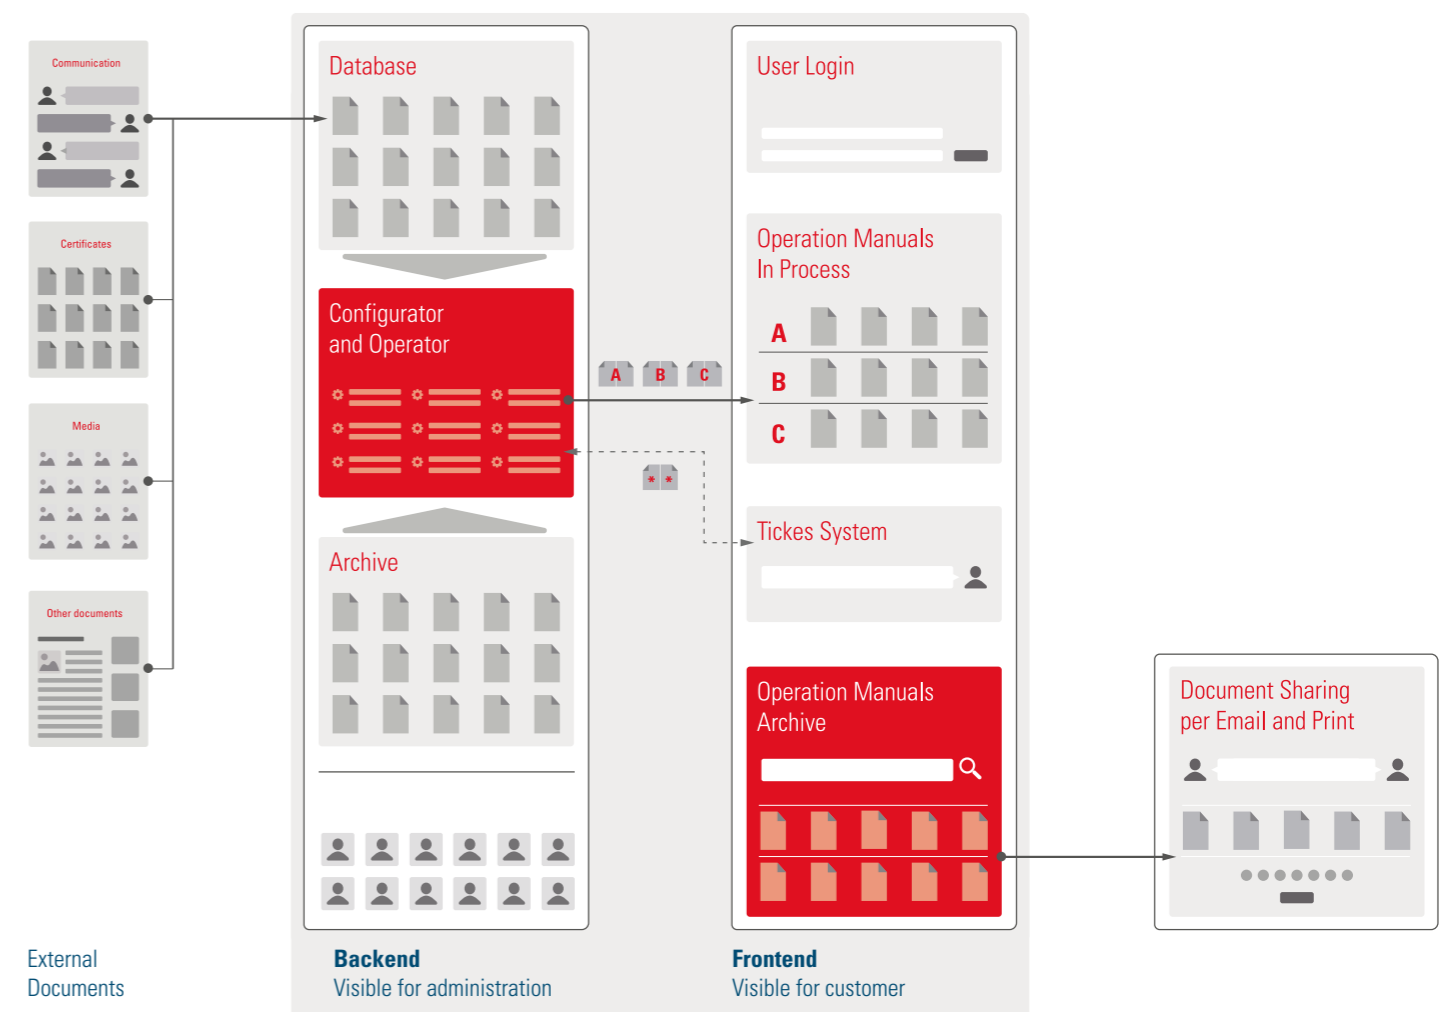 Communication
Certificates
Media
Other documents
External
Documents
Database
Configurator
and Operator
Archive
Backend
Visible for administration
A B C
* *
User Login
Operation Manuals
In Process
A
B
C
Tickes System
Operation Manuals
Archive
Frontend
Visible for customer
Document Sharing
per Email and Print